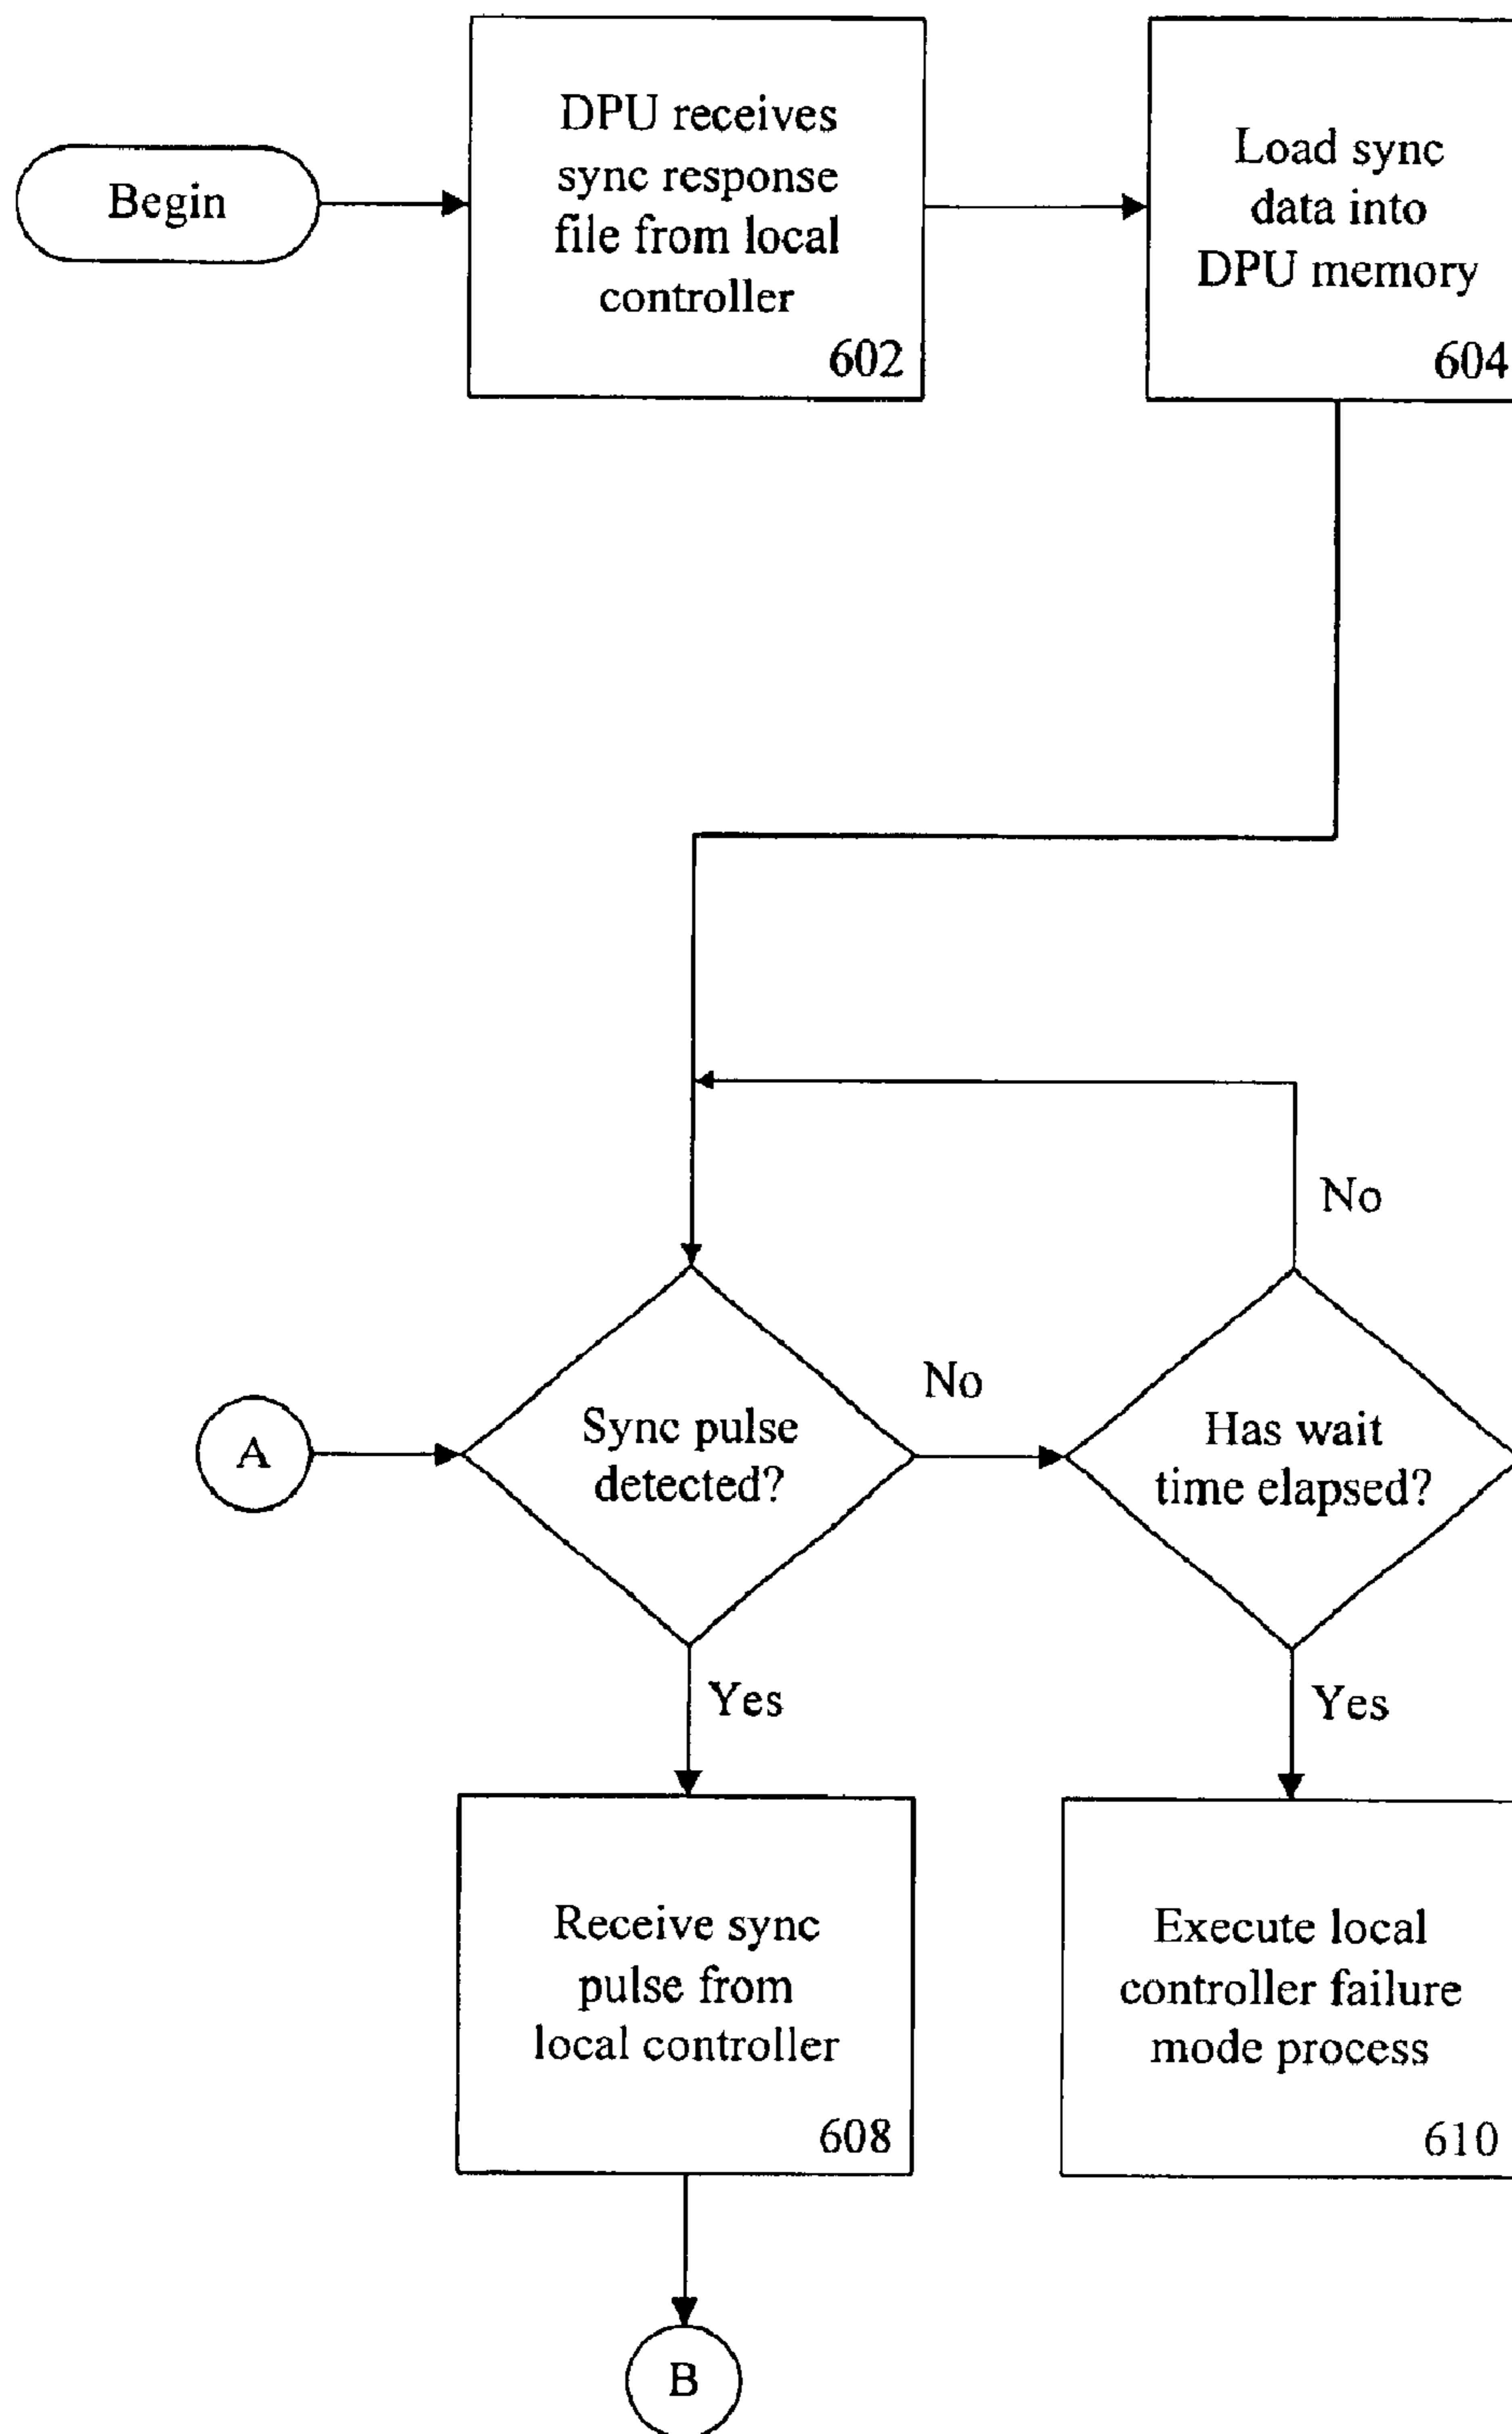 Begin
DPU receives
sync response
file from local
controller
602
Load sync
data into
DPU memory
604
No
A
Sync pulse
detected?
No
Has wait
time elapsed?
Yes
Yes
Receive sync
pulse from
local controller
608
Execute local
controller failure
mode process
610
B